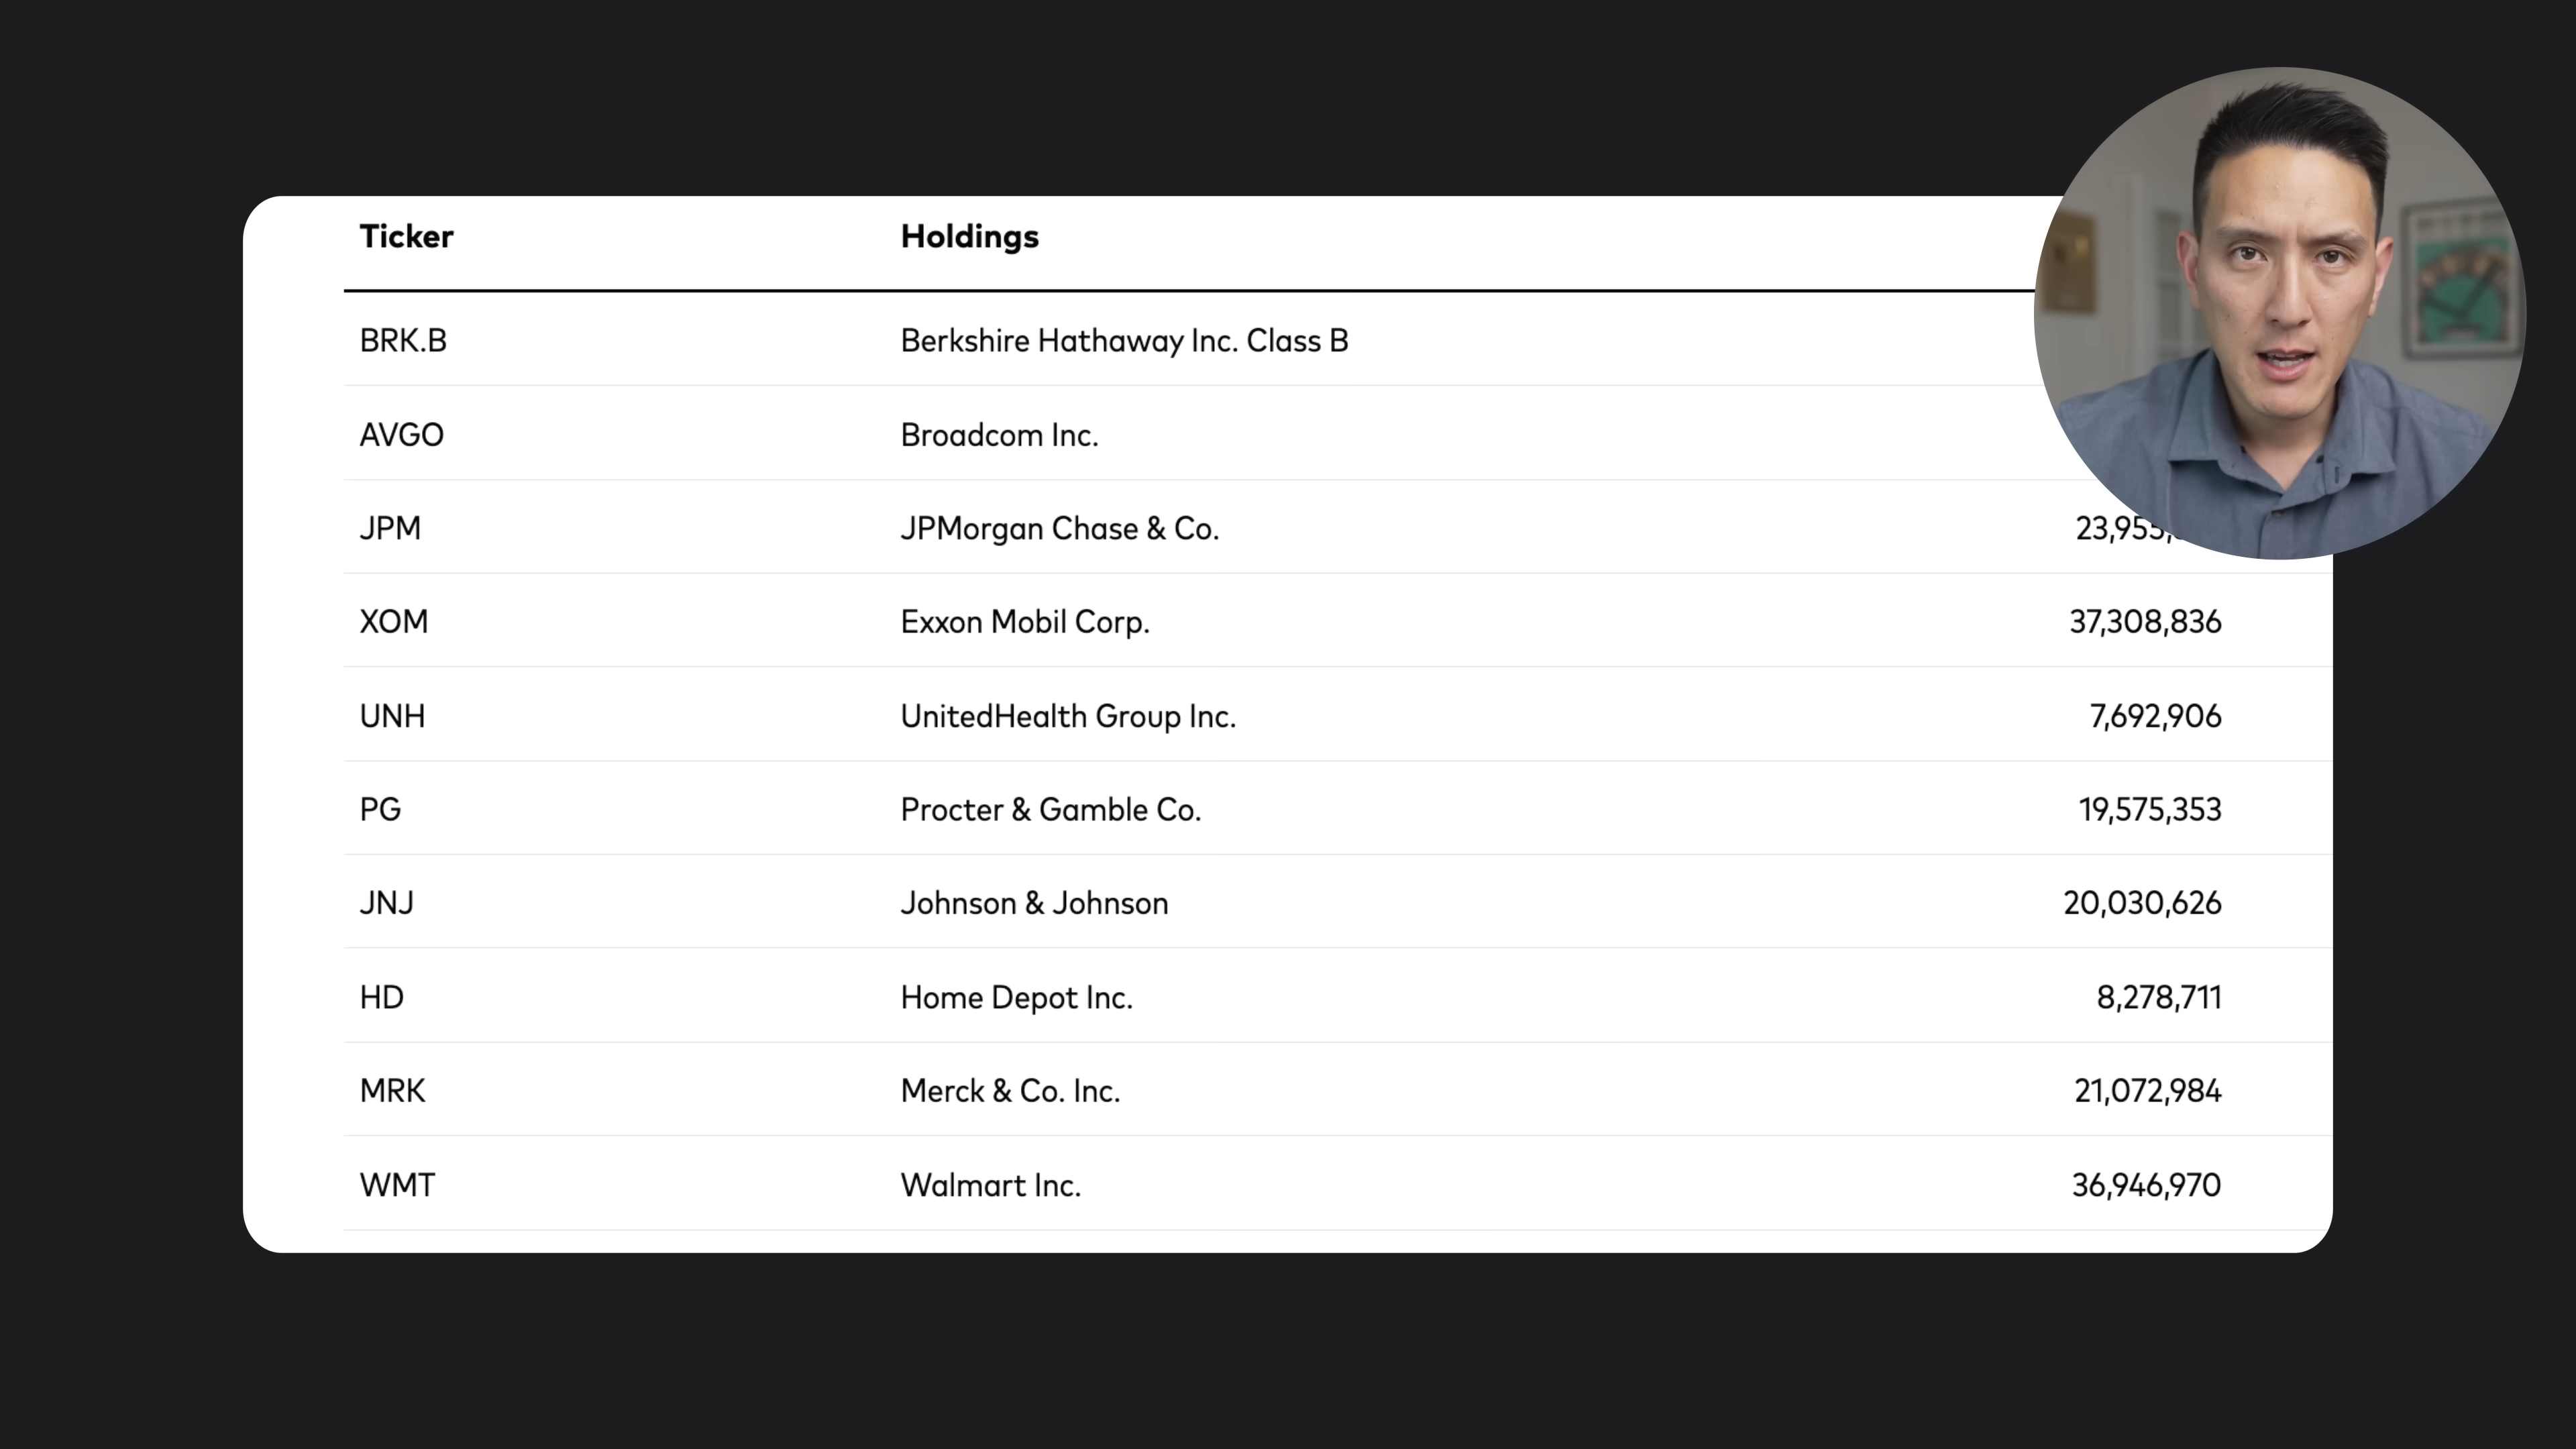 Ticker Holdings
BRK.B Berkshire Hathaway Inc. Class B
AVGO Broadcom Inc.
JPM JPMorgan Chase & Co.
XOM Exxon Mobil Corp. 37,308,836
UNH UnitedHealth Group Inc. 7,692,906
PG Procter & Gamble Co. 19,575,353
JNJ Johnson & Johnson 20,030,626
HD Home Depot Inc. 8,278,711
MRK Merck & Co. Inc. 21,072,984
WMT Walmart Inc. 36,946,970